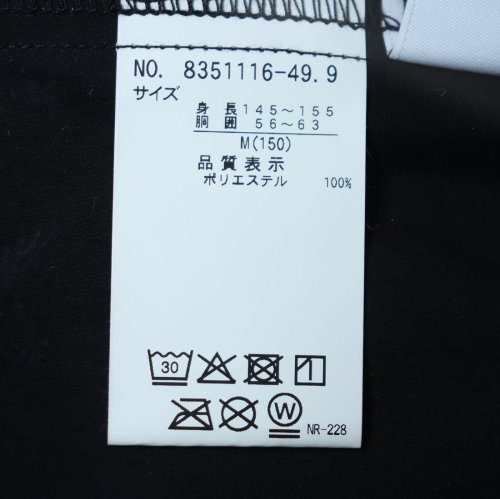 NO. 8351116-49.9
サイズ
身長 145～155
胴囲 56～63
M(150)
品質表示
ポリエステル 100%
30
W
NR-228